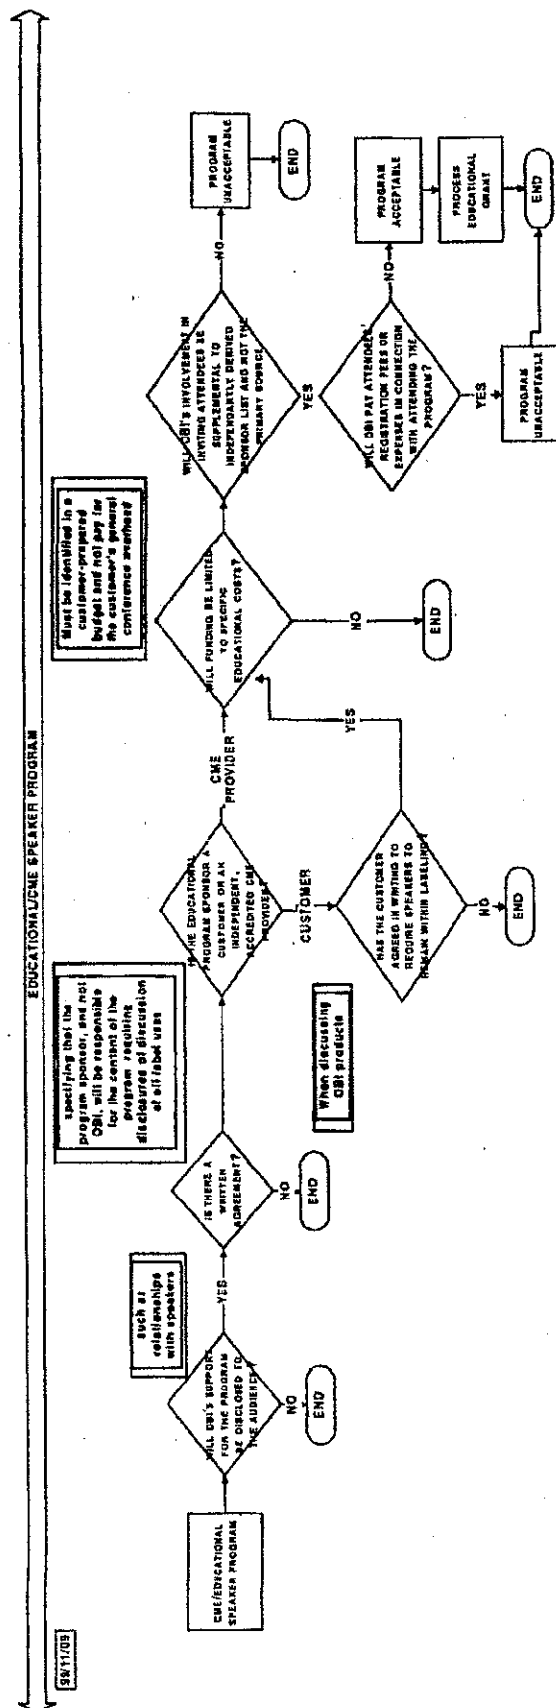 EDUCATIONAL/CME SPEAKER PROGRAM
99/11/09
CME/EDUCATIONAL
SPEAKER PROGRAM
WILL OBI'S SUPPORT
FOR THE PROGRAM
BE DISCLOSED TO
THE AUDIENCE?
such as
relationships
with speakers
NO
END
YES
IS THERE A
WRITTEN
AGREEMENT?
specifying that the
program sponsor, and not
OBI, will be responsible
for the content of the
program requiring
disclosures of discussion
of off label uses
NO
END
IS THE EDUCATIONAL
PROGRAM SPONSOR A
CUSTOMER OR AN
INDEPENDENT,
ACCREDITED CME
PROVIDER?
CUSTOMER
When discussing
OBI products
HAS THE CUSTOMER
AGREED IN WRITING TO
REQUIRE SPEAKERS TO
REMAIN WITHIN LABELING?
NO
END
YES
CME
PROVIDER
WILL FUNDING BE LIMITED
TO SPECIFIC
EDUCATIONAL COSTS?
Must be identified in a
customer-prepared
budget and not pay for
the customer's general
conference overhead
NO
END
WILL OBI'S INVOLVEMENT IN
INVITING ATTENDEES BE
SUPPLEMENTAL TO
INDEPENDANTLY DERIVED
SPONSOR LIST AND NOT THE
PRIMARY SOURCE
NO
PROGRAM
UNACCEPTABLE
END
YES
WILL OBI PAY ATTENDEES'
REGISTRATION FEES OR
EXPENSES IN CONNECTION
WITH ATTENDING THE
PROGRAM?
NO
PROGRAM
ACCEPTABLE
PROCESS
EDUCATIONAL
GRANT
END
YES
PROGRAM
UNACCEPTABLE